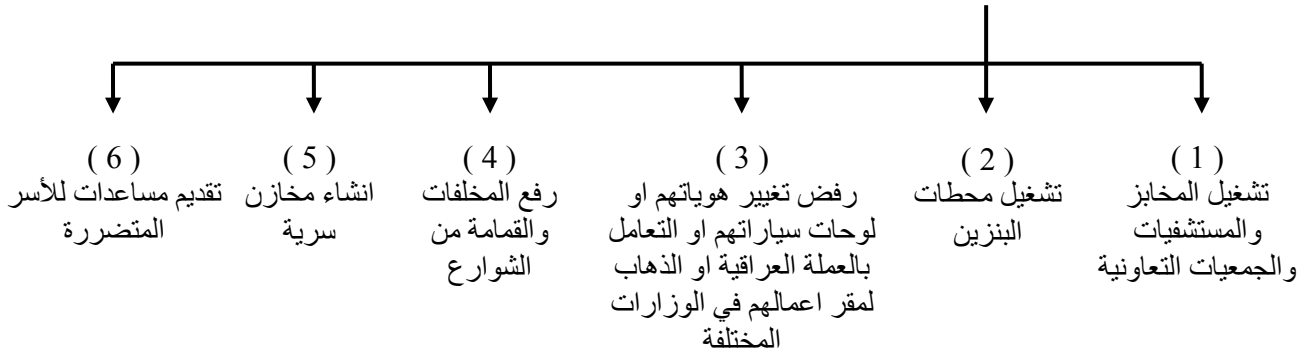 ( 1 )
تشغيل المخابز
والمستشفيات
والجمعيات التعاونية
( 2 )
تشغيل محطات
البنزين
( 3 )
رفض تغيير هوياتهم او
لوحات سياراتهم او التعامل
بالعملة العراقية او الذهاب
لمقر اعمالهم في الوزارات
المختلفة
( 4 )
رفع المخلفات
والقمامة من
الشوارع
( 5 )
انشاء مخازن
سرية
( 6 )
تقديم مساعدات للأسر
المتضررة